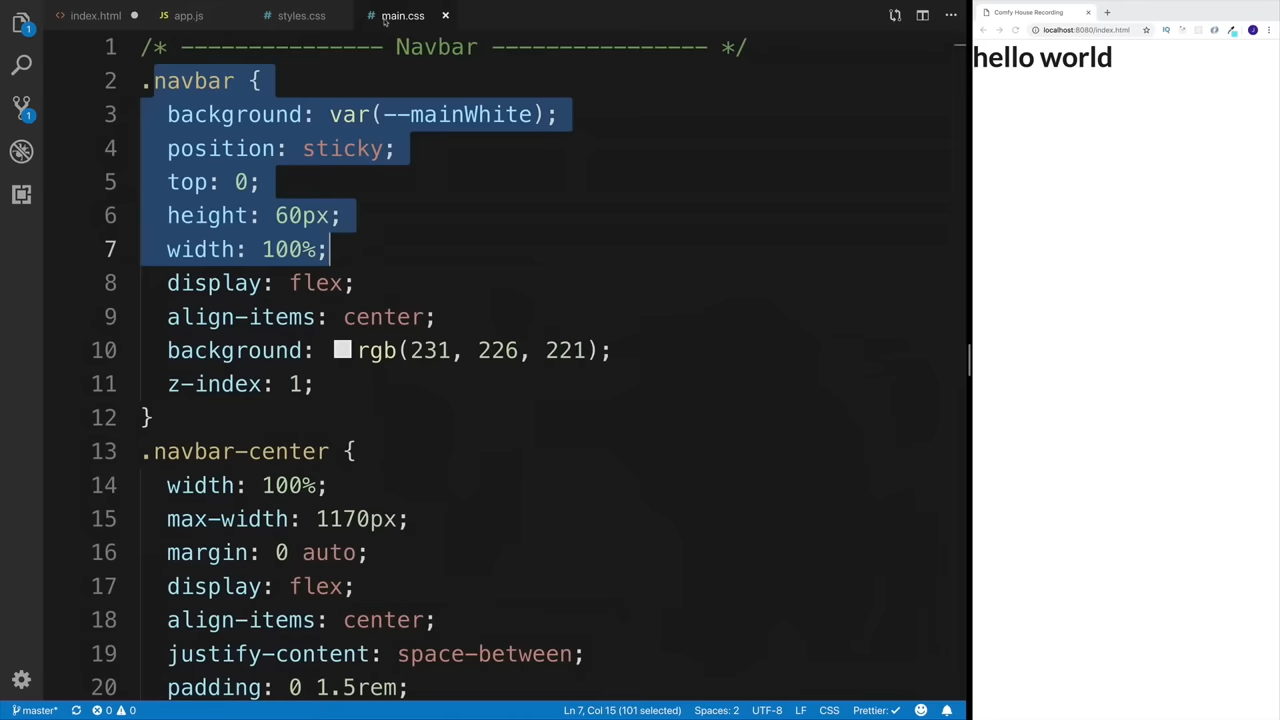 index.html
app.js
styles.css
main.css
1 /* --------------- Navbar ---------------- */
2 .navbar {
3 background: var(--mainWhite);
4 position: sticky;
5 top: 0;
6 height: 60px;
7 width: 100%;
8 display: flex;
9 align-items: center;
10 background: rgb(231, 226, 221);
11 z-index: 1;
12 }
13 .navbar-center {
14 width: 100%;
15 max-width: 1170px;
16 margin: 0 auto;
17 display: flex;
18 align-items: center;
19 justify-content: space-between;
20 padding: 0 1.5rem;
1
1
master* 0 0 Ln 7, Col 15 (101 selected) Spaces: 2 UTF-8 LF CSS Prettier: ✓
Comfy House Recording
localhost:8080/index.html IQ J
hello world